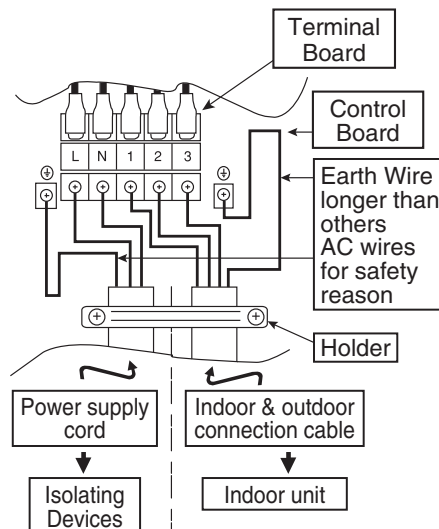 Terminal
Board
Control
Board
L N 1 2 3
Earth Wire
longer than
others
AC wires
for safety
reason
Holder
Power supply
cord
Indoor & outdoor
connection cable
Isolating
Devices
Indoor unit